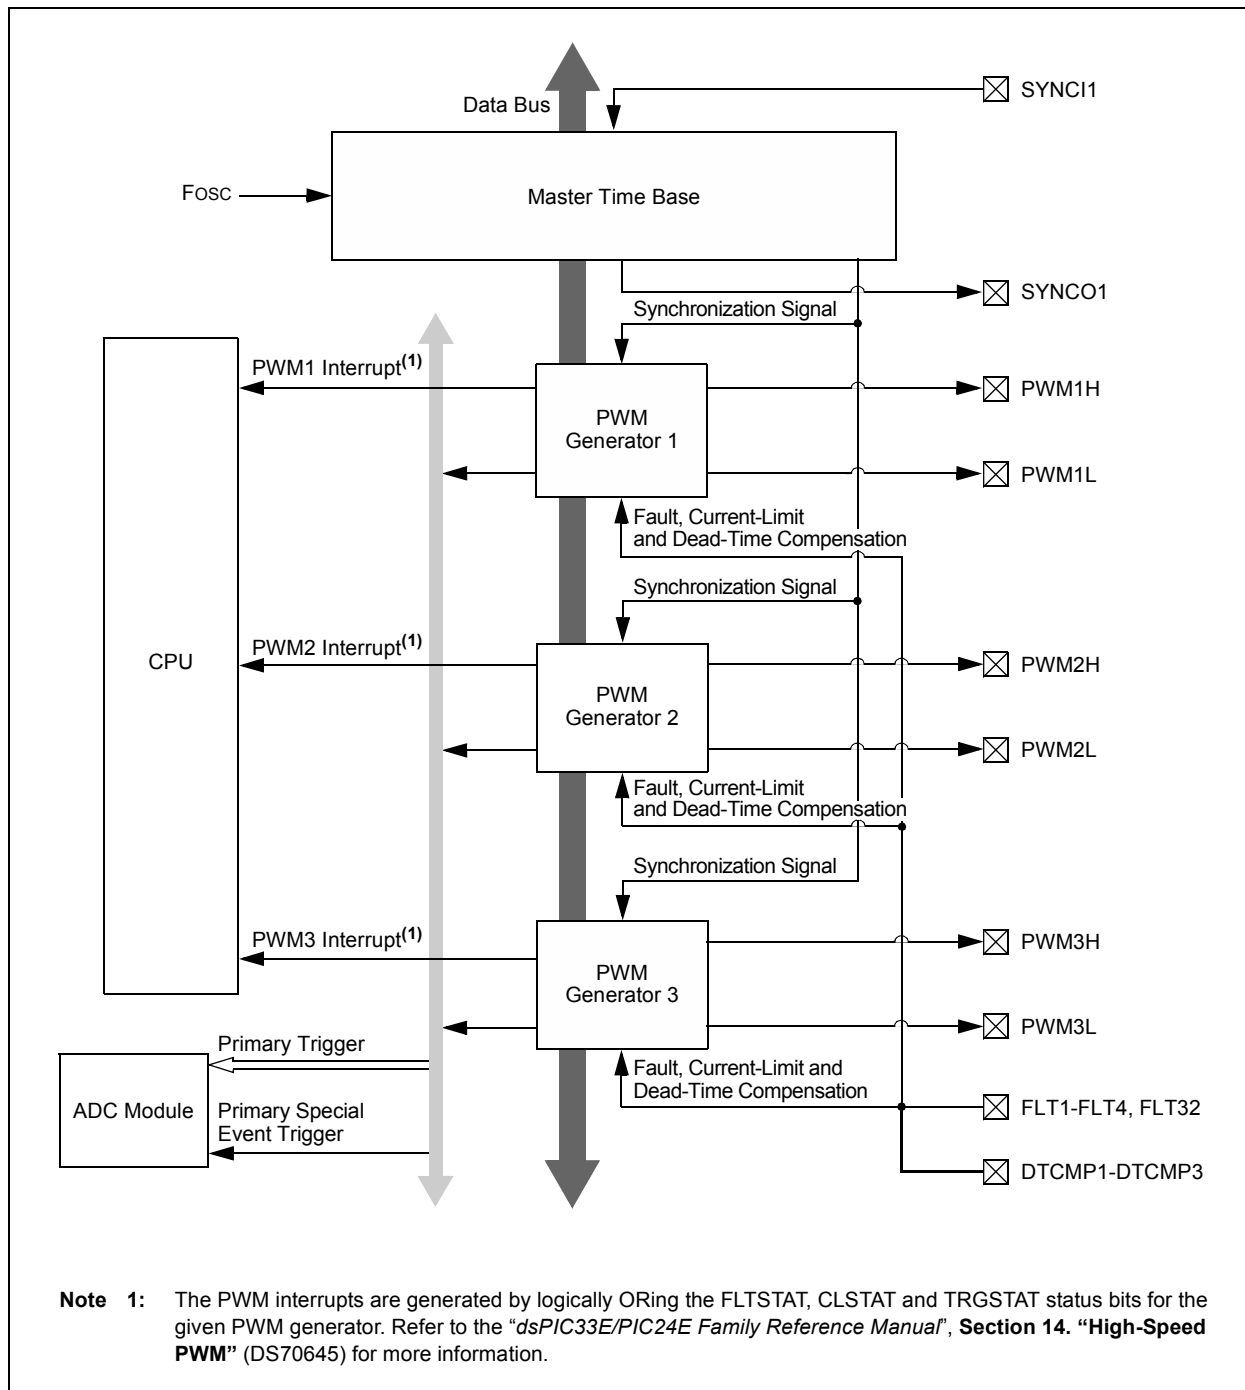 Data Bus
SYNCI1
FOSC
Master Time Base
SYNCO1
Synchronization Signal
PWM1 Interrupt(1)
PWM1H
PWM
Generator 1
PWM1L
Fault, Current-Limit
and Dead-Time Compensation
Synchronization Signal
CPU
PWM2 Interrupt(1)
PWM2H
PWM
Generator 2
PWM2L
Fault, Current-Limit
and Dead-Time Compensation
Synchronization Signal
PWM3 Interrupt(1)
PWM3H
PWM
Generator 3
PWM3L
Primary Trigger
Fault, Current-Limit and
Dead-Time Compensation
ADC Module
Primary Special
Event Trigger
FLT1-FLT4, FLT32
DTCMP1-DTCMP3
Note 1: The PWM interrupts are generated by logically ORing the FLTSTAT, CLSTAT and TRGSTAT status bits for the
given PWM generator. Refer to the “dsPIC33E/PIC24E Family Reference Manual”, Section 14. “High-Speed
PWM” (DS70645) for more information.